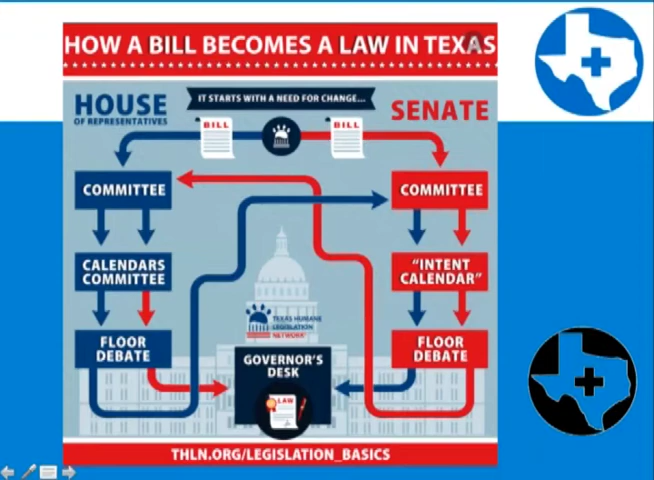 HOW A BILL BECOMES A LAW IN TEXAS
IT STARTS WITH A NEED FOR CHANGE...
HOUSE
OF REPRESENTATIVES
SENATE
BILL
BILL
COMMITTEE
COMMITTEE
CALENDARS
COMMITTEE
"INTENT
CALENDAR"
TEXAS HUMANE
LEGISLATION
NETWORK
FLOOR
DEBATE
FLOOR
DEBATE
GOVERNOR'S
DESK
LAW
THLN.ORG/LEGISLATION_BASICS